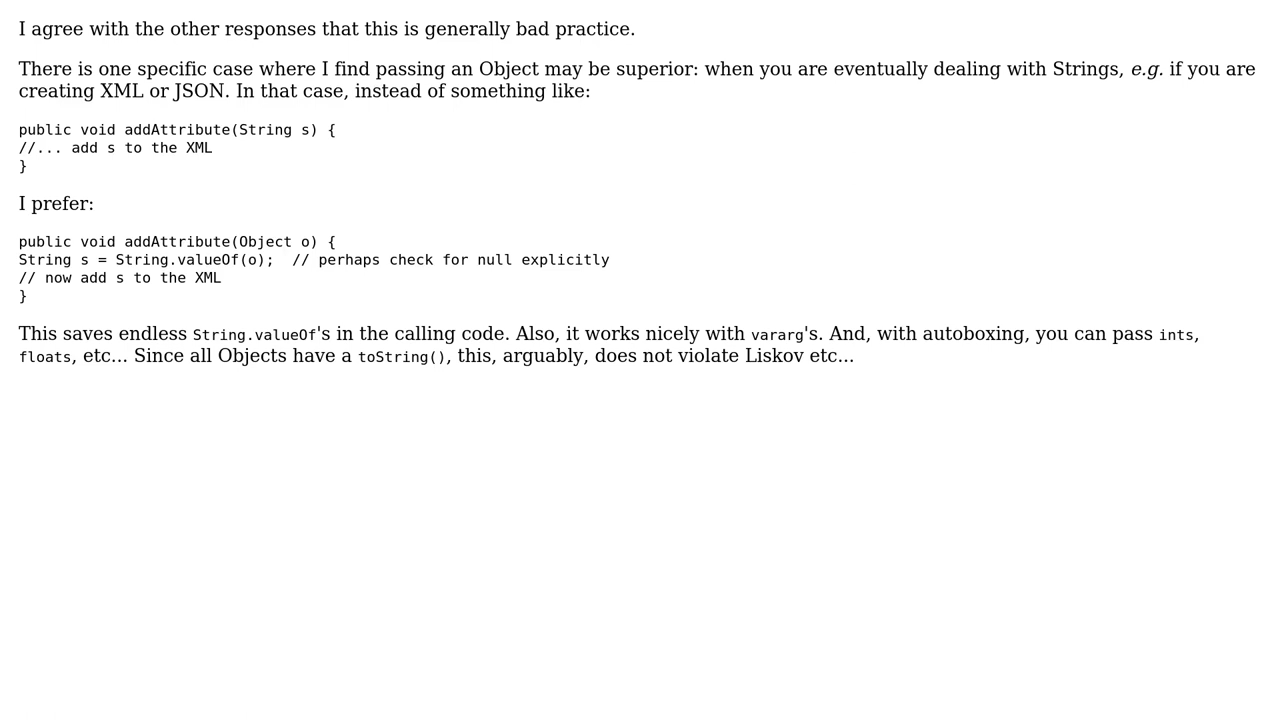 I agree with the other responses that this is generally bad practice.
There is one specific case where I find passing an Object may be superior: when you are eventually dealing with Strings, e.g. if you are
creating XML or JSON. In that case, instead of something like:
public void addAttribute(String s) {
//... add s to the XML
}
I prefer:
public void addAttribute(Object o) {
String s = String.valueOf(o);  // perhaps check for null explicitly
// now add s to the XML
}
This saves endless String.valueOf's in the calling code. Also, it works nicely with vararg's. And, with autoboxing, you can pass ints,
floats, etc... Since all Objects have a toString(), this, arguably, does not violate Liskov etc...